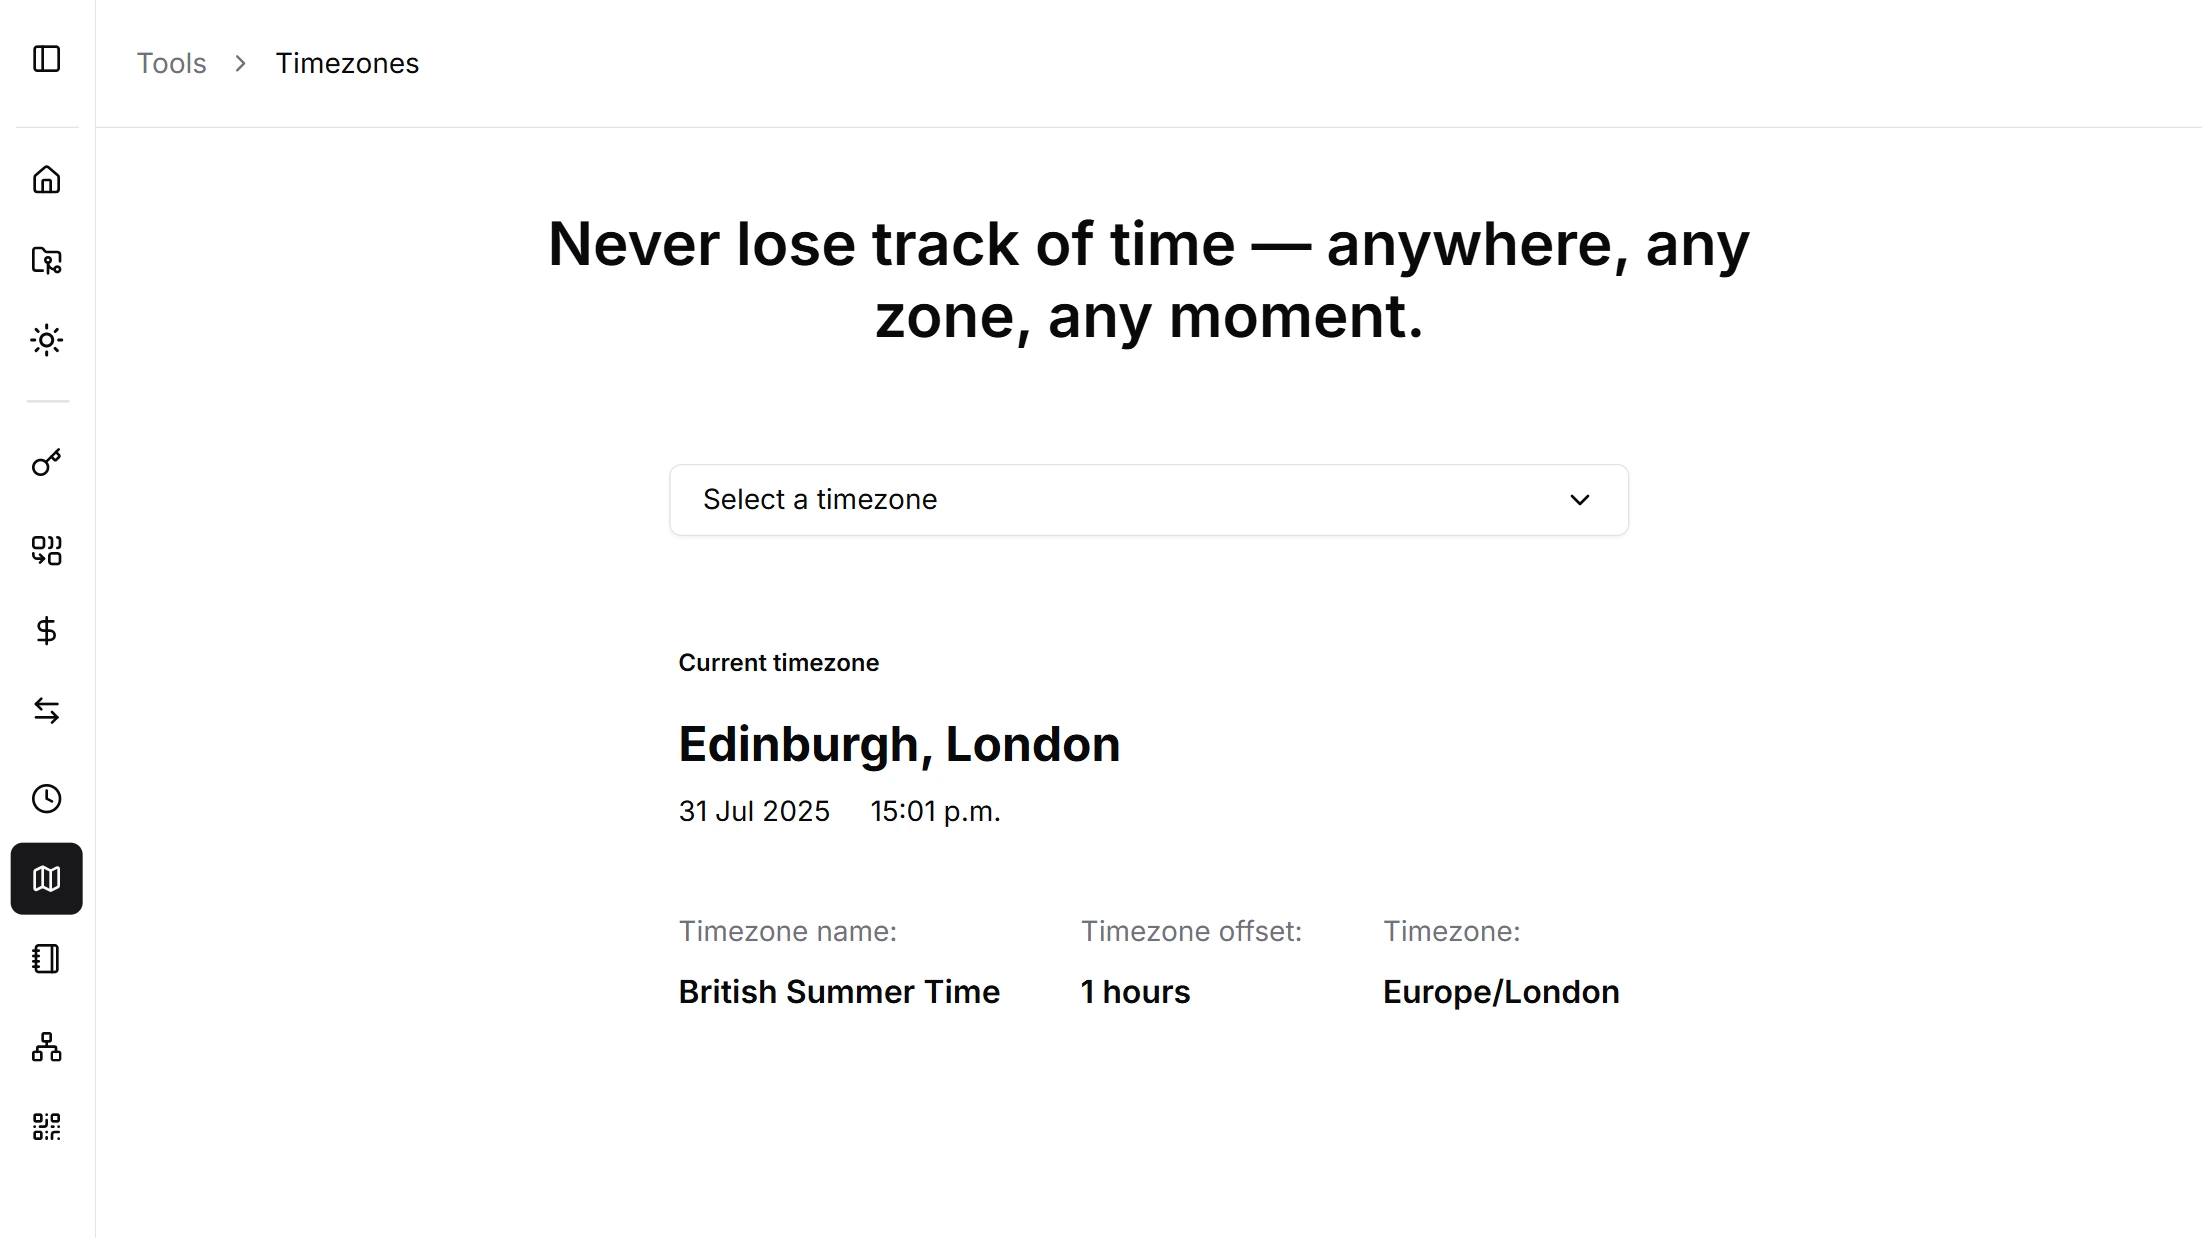 Tools
Timezones
Never lose track of time — anywhere, any
zone, any moment.
Select a timezone
Current timezone
Edinburgh, London
31 Jul 2025 15:01 p.m.
Timezone name: Timezone offset: Timezone:
British Summer Time 1 hours Europe/London